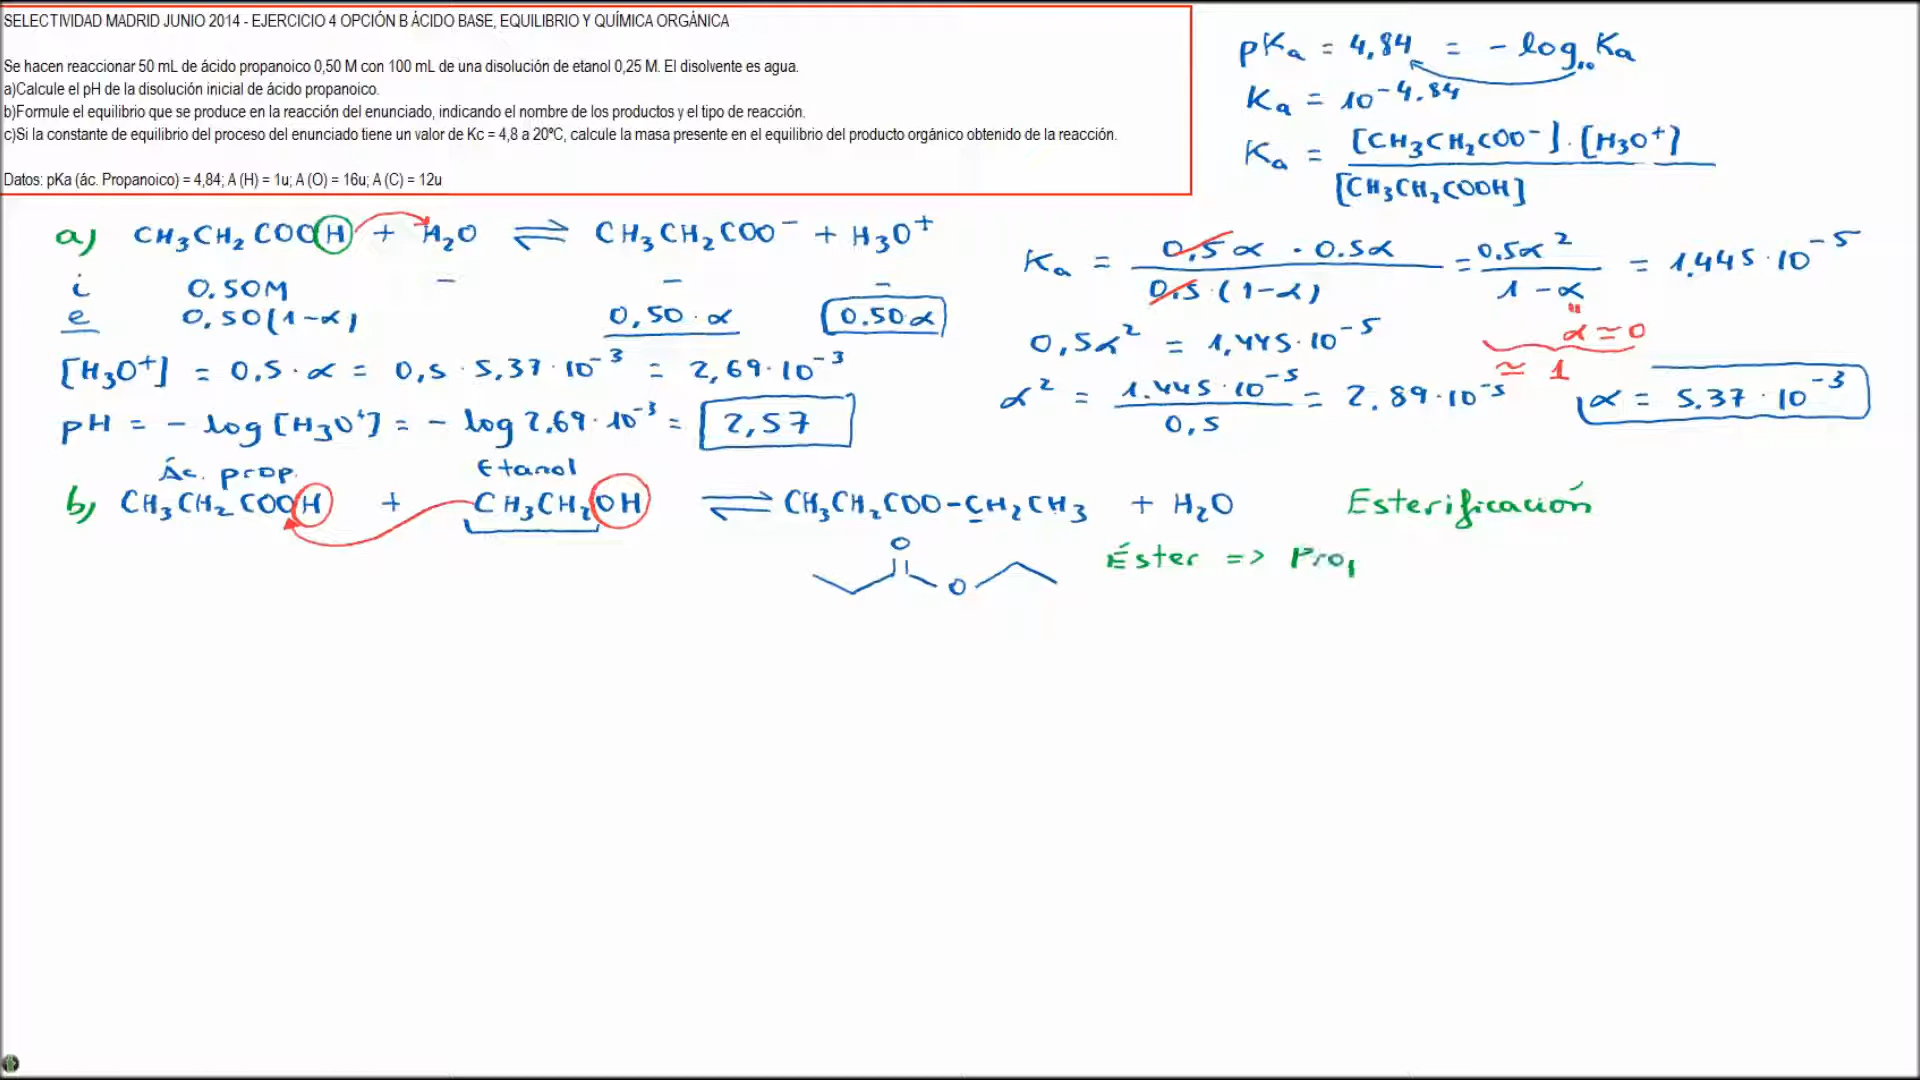 SELECTIVIDAD MADRID JUNIO 2014 - EJERCICIO 4 OPCIÓN B ÁCIDO BASE, EQUILIBRIO Y QUÍMICA ORGÁNICA
Se hacen reaccionar 50 mL de ácido propanoico 0,50 M con 100 mL de una disolución de etanol 0,25 M. El disolvente es agua.
a)Calcule el pH de la disolución inicial de ácido propanoico.
b)Formule el equilibrio que se produce en la reacción del enunciado, indicando el nombre de los productos y el tipo de reacción.
c)Si la constante de equilibrio del proceso del enunciado tiene un valor de Kc = 4,8 a 20ºC, calcule la masa presente en el equilibrio del producto orgánico obtenido de la reacción.
Datos: pKa (ác. Propanoico) = 4,84; A (H) = 1u; A (O) = 16u; A (C) = 12u
pKa = 4,84 = - log₁₀ Ka
Ka = 10^-4.84
Ka = [CH₃CH₂COO⁻] · [H₃O⁺]
[CH₃CH₂COOH]
a) CH₃CH₂COOH + H₂O ⇌ CH₃CH₂COO⁻ + H₃O⁺
i 0.50M - - -
e 0,50(1-α) 0,50·α 0.50α
[H₃O⁺] = 0,5·α = 0,5 · 5,37·10⁻³ = 2,69·10⁻³
pH = - log [H₃O⁺] = - log 2,69·10⁻³ = 2,57
Ka = 0,5α · 0.5α / 0.5·(1-α) = 0.5α² / 1-α = 1.445·10⁻⁵
0,5α² = 1,445·10⁻⁵
α≃0
≃ 1
α² = 1.445·10⁻⁵ / 0,5 = 2.89·10⁻⁵ α = 5.37·10⁻³
Ác. prop. Etanol
b) CH₃CH₂COOH + CH₃CH₂OH ⇌ CH₃CH₂COO-CH₂CH₃ + H₂O Esterificación
O
O
Éster => Pro